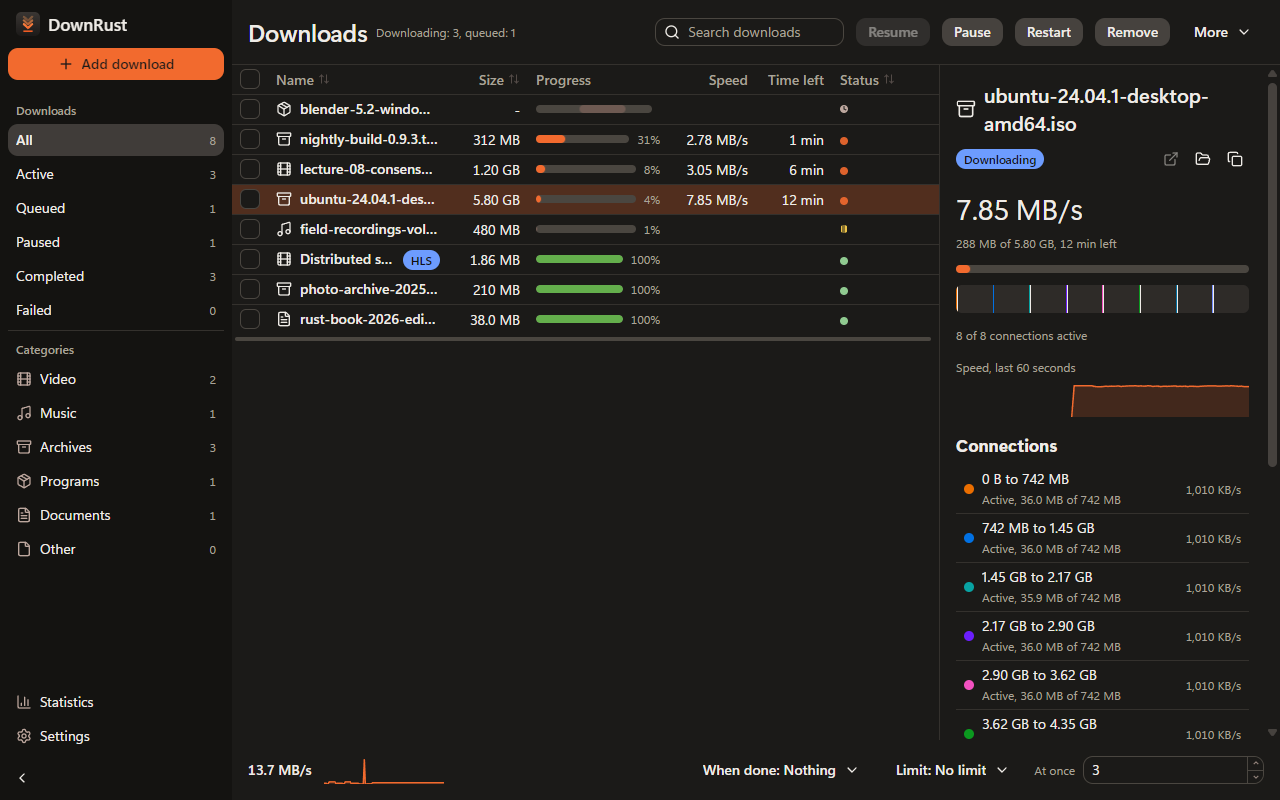 DownRust
Add download
Downloads
All 8
Active 3
Queued 1
Paused 1
Completed 3
Failed 0
Categories
Video 2
Music 1
Archives 3
Programs 1
Documents 1
Other 0
Statistics
Settings
Downloads Downloading: 3, queued: 1
Search downloads
Resume Pause Restart Remove More
Name Size Progress Speed Time left Status
blender-5.2-windo... -
nightly-build-0.9.3.t... 312 MB 31% 2.78 MB/s 1 min
lecture-08-consens... 1.20 GB 8% 3.05 MB/s 6 min
ubuntu-24.04.1-des... 5.80 GB 4% 7.85 MB/s 12 min
field-recordings-vol... 480 MB 1%
Distributed s... HLS 1.86 MB 100%
photo-archive-2025... 210 MB 100%
rust-book-2026-edi... 38.0 MB 100%
ubuntu-24.04.1-desktop-
amd64.iso
Downloading
7.85 MB/s
288 MB of 5.80 GB, 12 min left
8 of 8 connections active
Speed, last 60 seconds
Connections
0 B to 742 MB
Active, 36.0 MB of 742 MB 1,010 KB/s
742 MB to 1.45 GB
Active, 36.0 MB of 742 MB 1,010 KB/s
1.45 GB to 2.17 GB
Active, 35.9 MB of 742 MB 1,010 KB/s
2.17 GB to 2.90 GB
Active, 36.0 MB of 742 MB 1,010 KB/s
2.90 GB to 3.62 GB
Active, 36.0 MB of 742 MB 1,010 KB/s
3.62 GB to 4.35 GB
1,010 KB/s
13.7 MB/s
When done: Nothing Limit: No limit At once 3